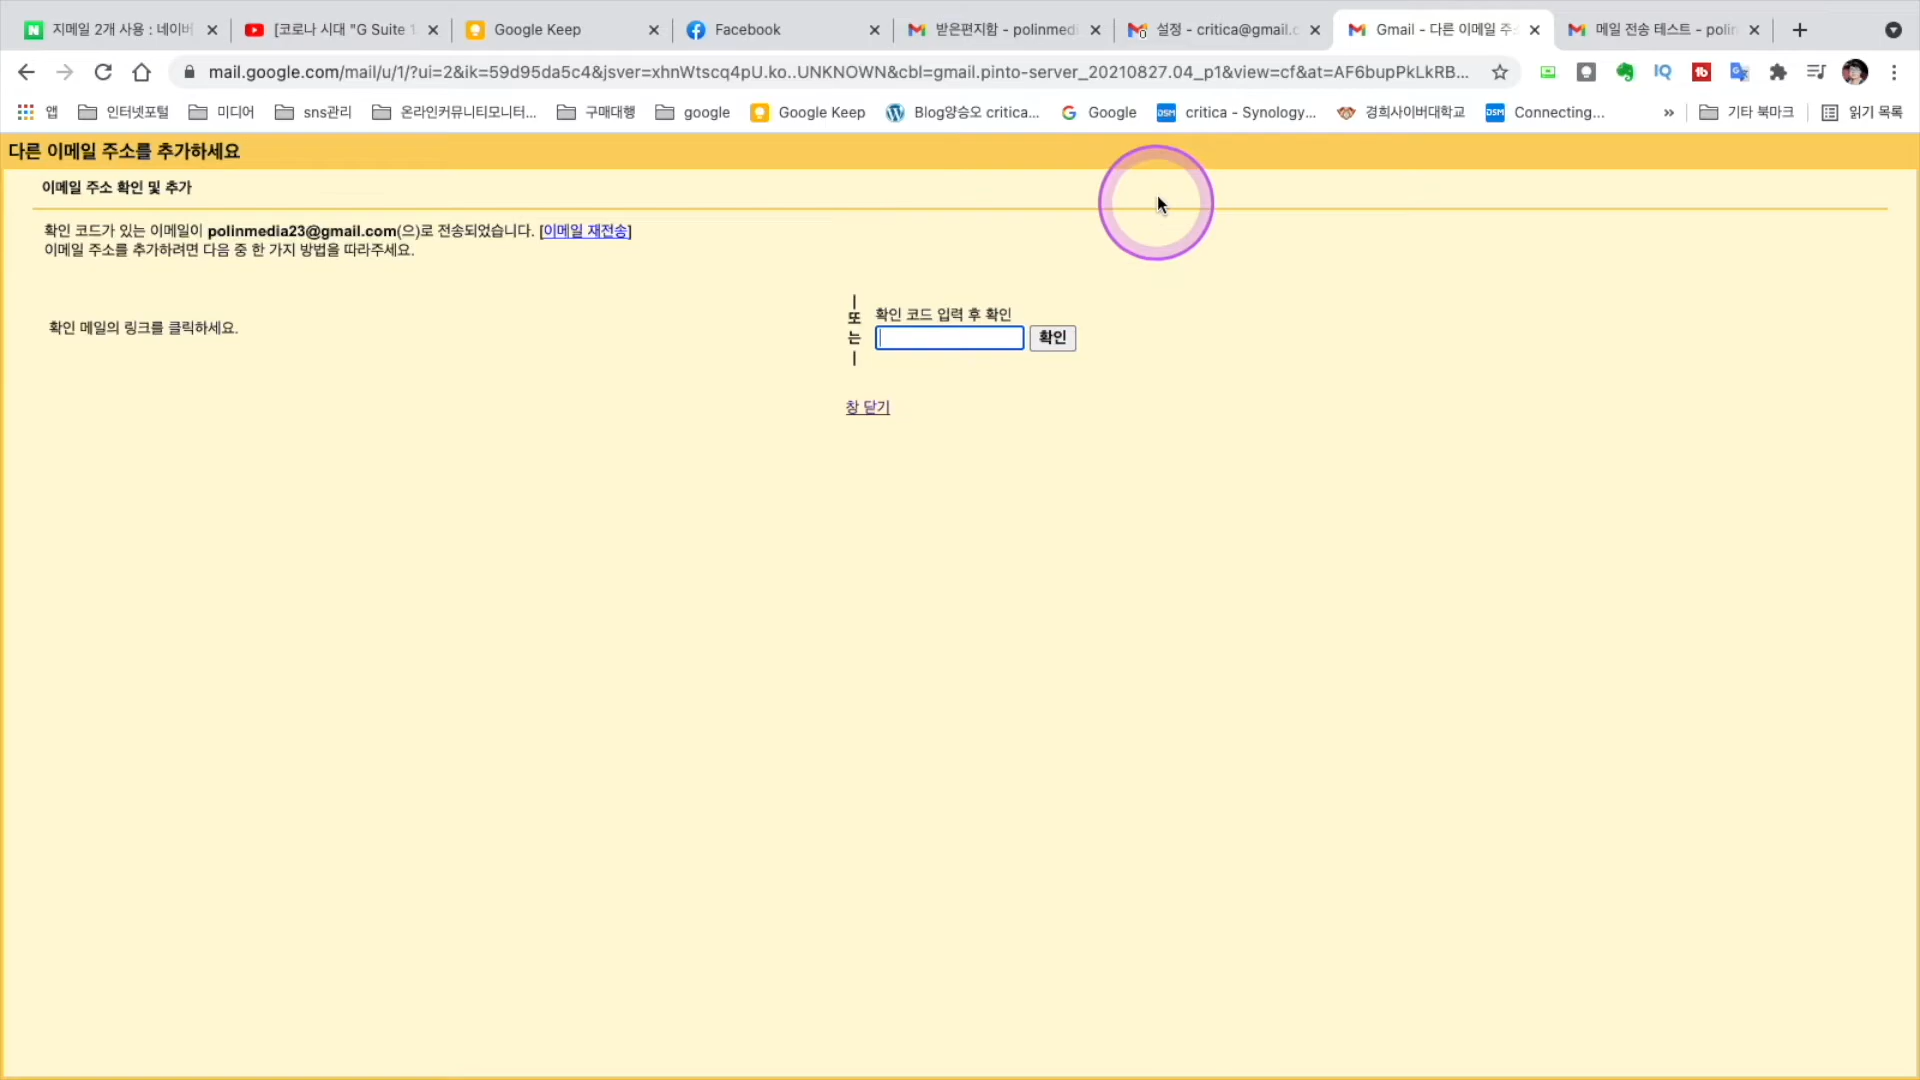 지메일 2개 사용 : 네이버
[코로나 시대 "G Suite
Google Keep
Facebook
받은편지함 - polinmedi
설정 - critica@gmail.c
Gmail - 다른 이메일 주
메일 전송 테스트 - polin
mail.google.com/mail/u/1/?ui=2&ik=59d95da5c4&jsver=xhnWtscq4pU.ko..UNKNOWN&cbl=gmail.pinto-server_20210827.04_p1&view=cf&at=AF6bupPkLkRB...
IQ
tb
앱
인터넷포털
미디어
sns관리
온라인커뮤니티모니터...
구매대행
google
Google Keep
Blog양승오 critica...
Google
DSM
critica - Synology...
경희사이버대학교
DSM
Connecting...
»
기타 북마크
읽기 목록
다른 이메일 주소를 추가하세요
이메일 주소 확인 및 추가
확인 코드가 있는 이메일이 polinmedia23@gmail.com(으)로 전송되었습니다. [이메일 재전송]
이메일 주소를 추가하려면 다음 중 한 가지 방법을 따라주세요.
확인 메일의 링크를 클릭하세요.
|
또
는
|
확인 코드 입력 후 확인
확인
창 닫기